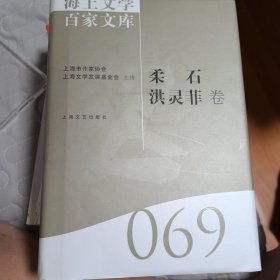 海上文学
百家文库
上海市作家协会
上海文学发展基金会 主持
柔石
洪灵菲 卷
上海文艺出版社
069